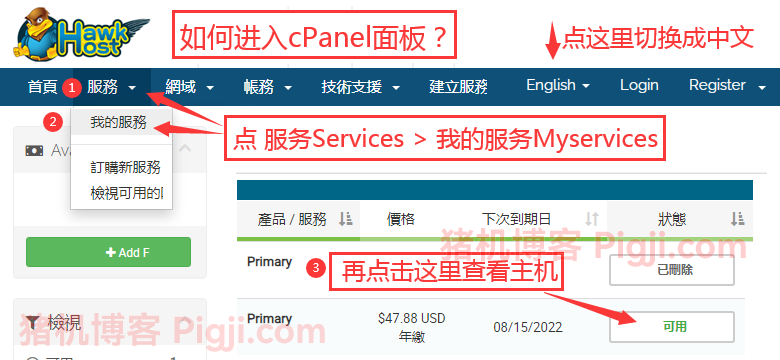 Hawk Host
如何进入cPanel面板？
点这里切换成中文
首頁 1 服務 網域 帳務 技術支援 建立服務 English Login Register
2 我的服務
点 服务Services > 我的服务Myservices
訂購新服務
檢視可用的
+ Add F
產品 / 服務 價格 下次到期日 狀態
猪机博客 Pigji.com
Primary 已刪除
3 再点击这里查看主机
檢視
猪机博客 Pigji.com
Primary $47.88 USD 08/15/2022 可用
年繳